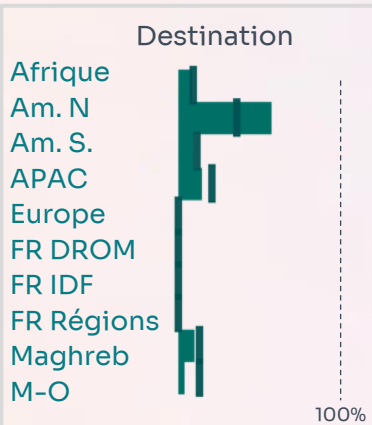 Destination
Afrique
Am. N
Am. S.
APAC
Europe
FR DROM
FR IDF
FR Régions
Maghreb
M-O
100%